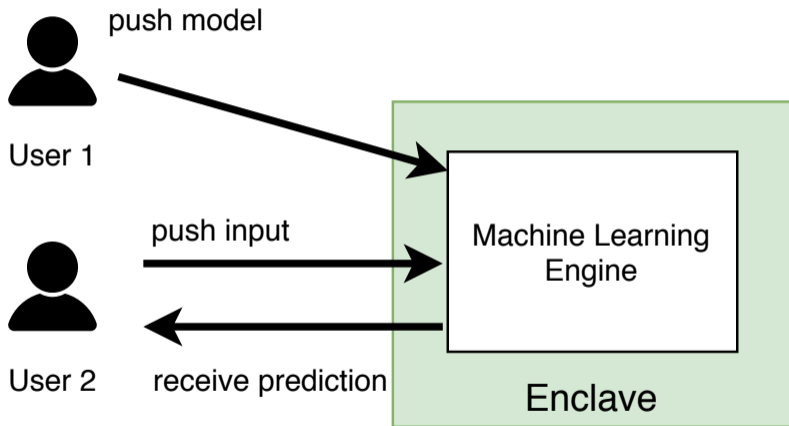 push model
User 1
push input
Machine Learning
Engine
User 2
receive prediction
Enclave